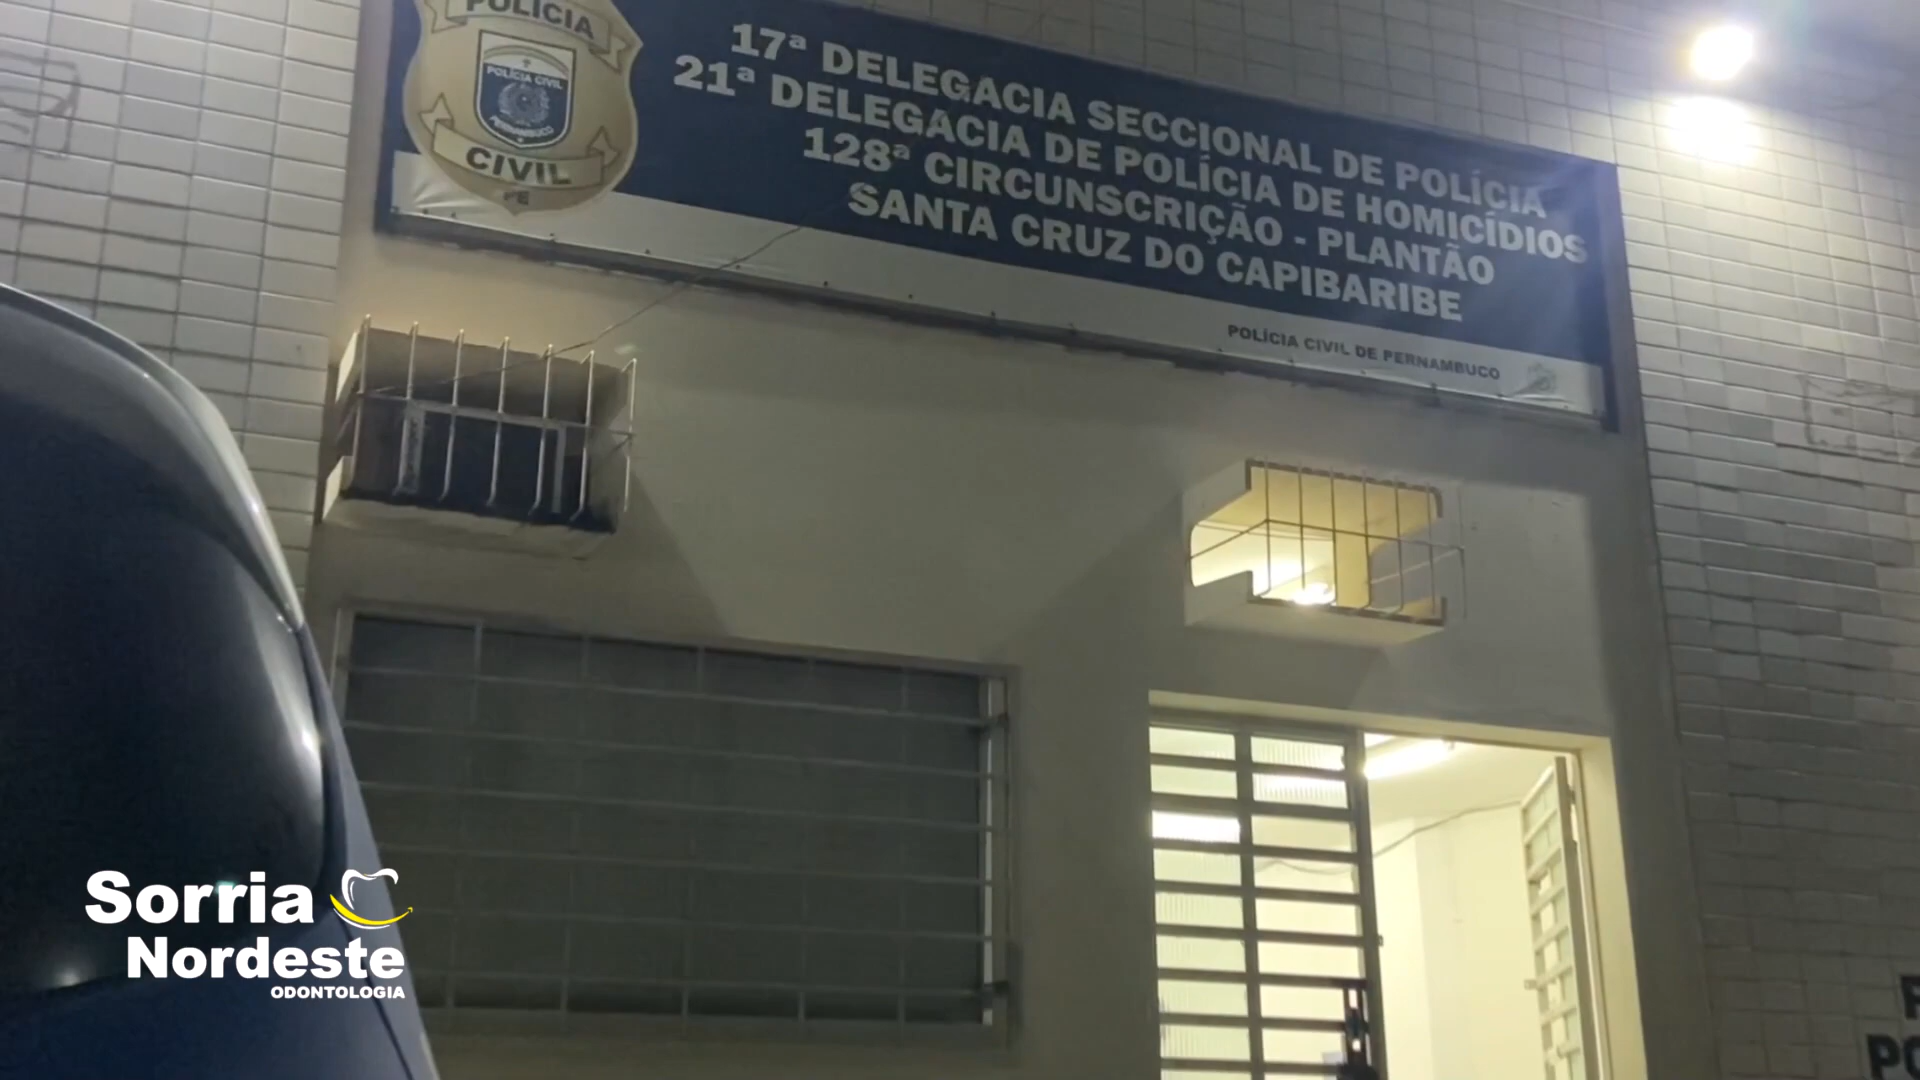 POLÍCIA
POLÍCIA CIVIL
PERNAMBUCO
CIVIL
PE
17ª DELEGACIA SECCIONAL DE POLÍCIA
21ª DELEGACIA DE POLÍCIA DE HOMICÍDIOS
128ª CIRCUNSCRIÇÃO - PLANTÃO
SANTA CRUZ DO CAPIBARIBE
POLÍCIA CIVIL DE PERNAMBUCO
Sorria
Nordeste
ODONTOLOGIA